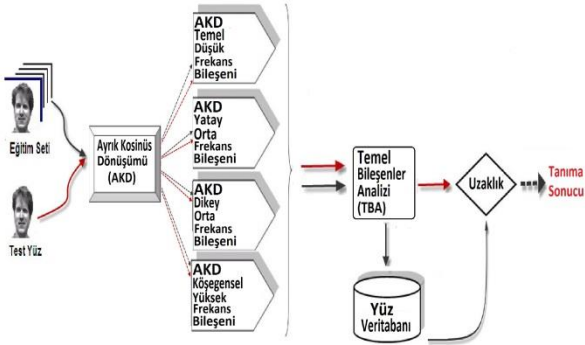 Eğitim Seti
Test Yüz
Ayrık Kosinüs
Dönüşümü
(AKD)
AKD
Temel
Düşük
Frekans
Bileşeni
AKD
Yatay
Orta
Frekans
Bileşeni
AKD
Dikey
Orta
Frekans
Bileşeni
AKD
Köşegensel
Yüksek
Frekans
Bileşeni
Temel
Bileşenler
Analizi
(TBA)
Uzaklık
Tanıma
Sonucu
Yüz
Veritabanı